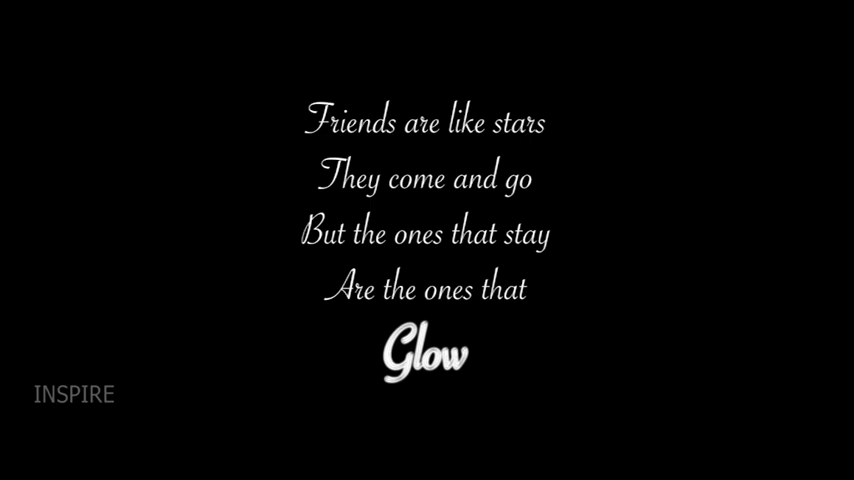 Friends are like stars
They come and go
But the ones that stay
Are the ones that
Glow
INSPIRE